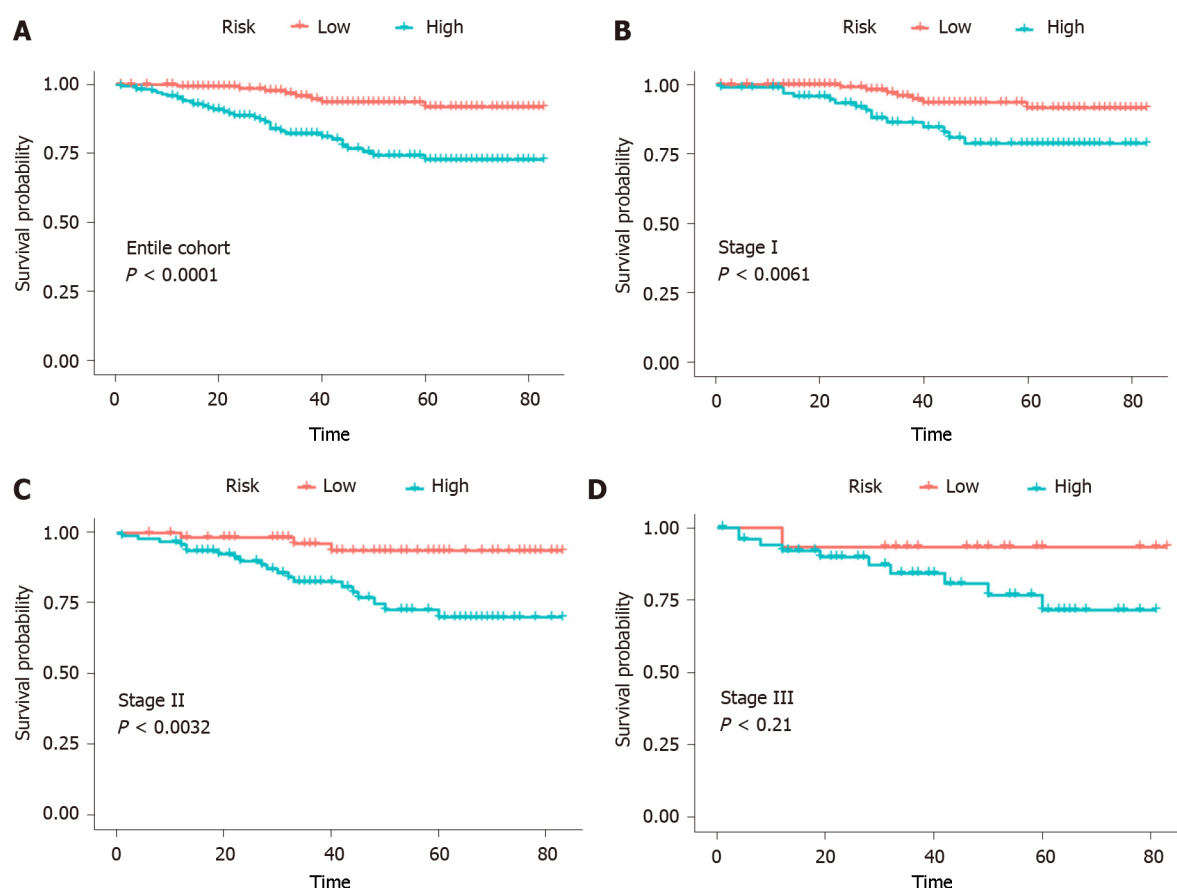 A
Risk Low High
1.00
0.75
0.50
0.25
0.00
Survival probability
Entile cohort
P < 0.0001
0 20 40 60 80
Time
B
Risk Low High
1.00
0.75
0.50
0.25
0.00
Survival probability
Stage I
P < 0.0061
0 20 40 60 80
Time
C
Risk Low High
1.00
0.75
0.50
0.25
0.00
Survival probability
Stage II
P < 0.0032
0 20 40 60 80
Time
D
Risk Low High
1.00
0.75
0.50
0.25
0.00
Survival probability
Stage III
P < 0.21
0 20 40 60 80
Time